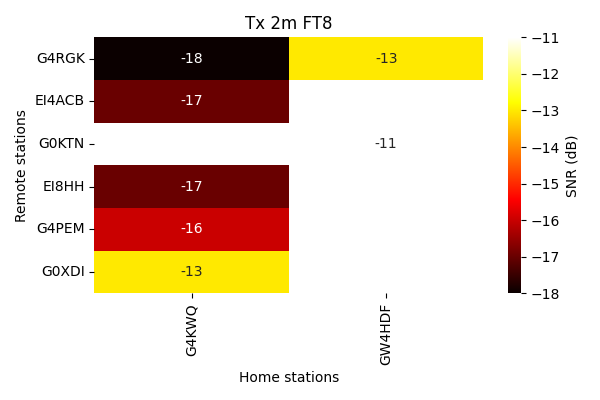 Tx 2m FT8
Remote stations
G4RGK
-18
-13
EI4ACB
-17
G0KTN
-11
EI8HH
-17
G4PEM
-16
G0XDI
-13
G4KWQ
GW4HDF
Home stations
−11
−12
−13
−14
−15
−16
−17
−18
SNR (dB)